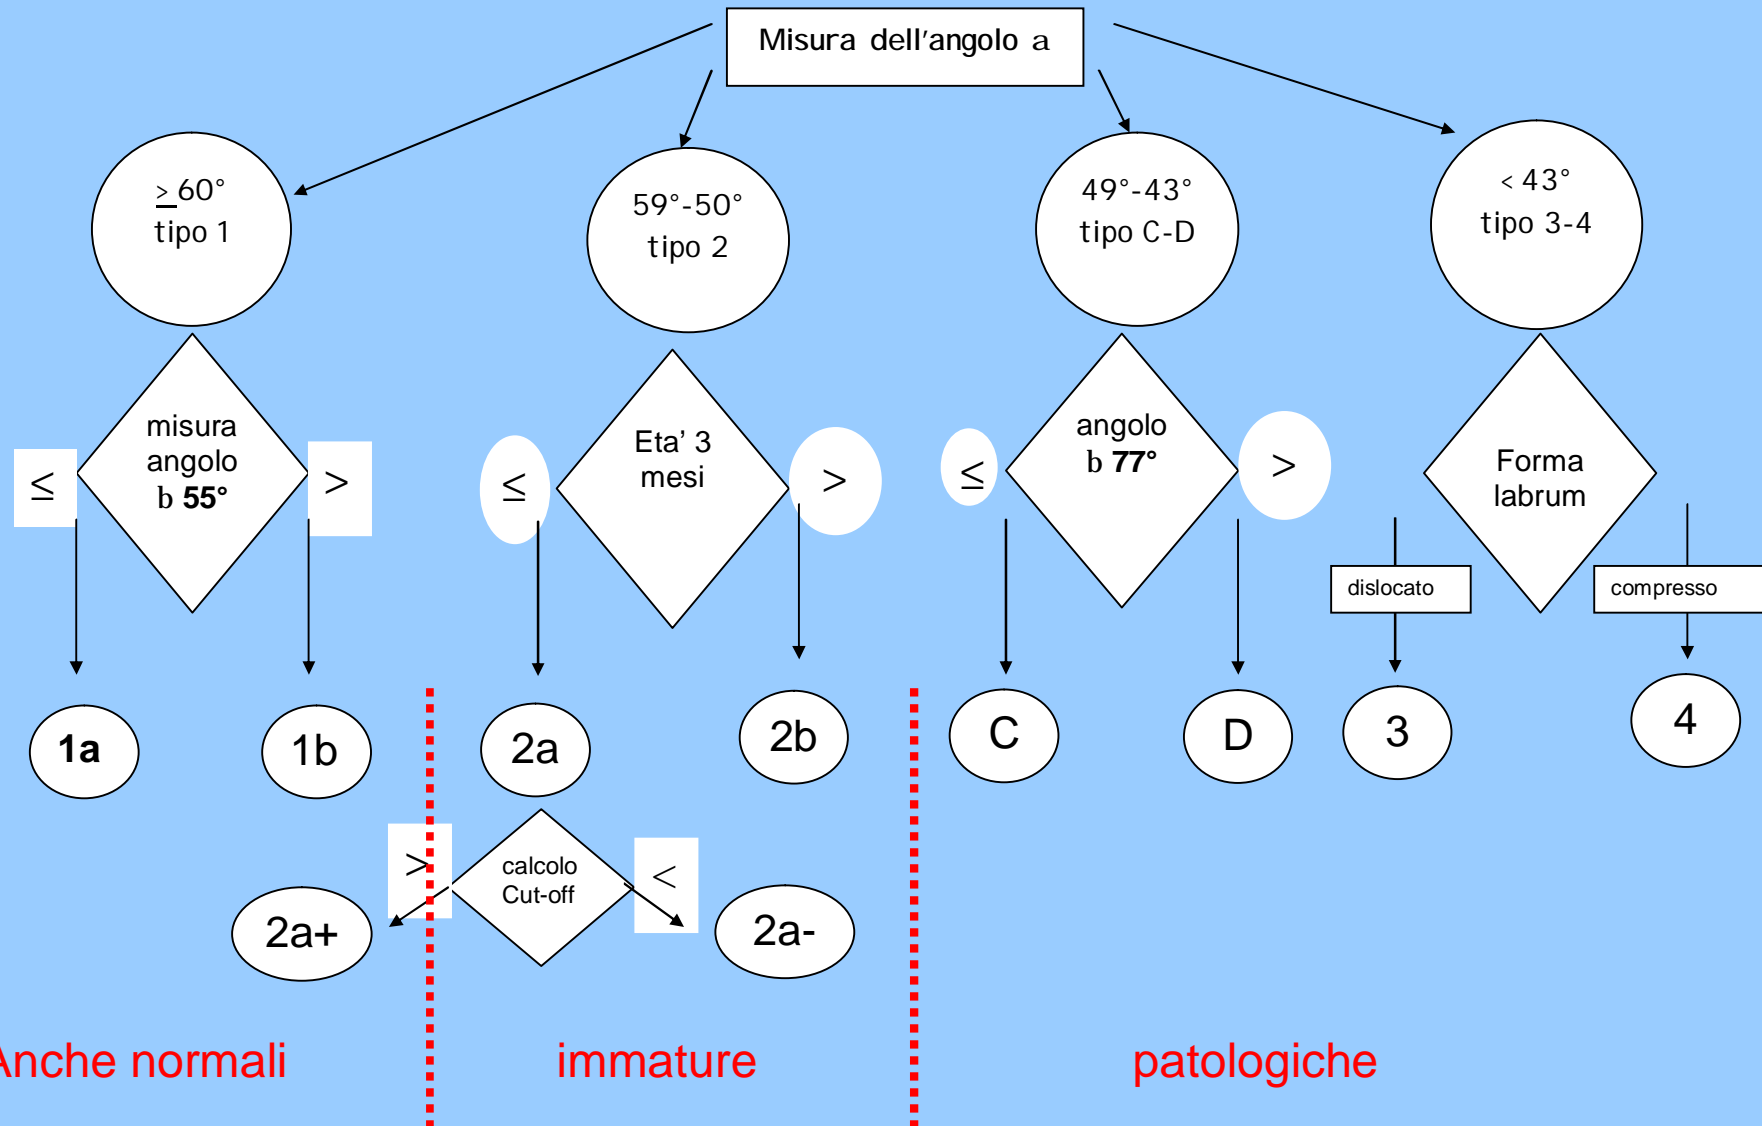 Misura dell'angolo a
≥60°
tipo 1
59°-50°
tipo 2
49°-43°
tipo C-D
< 43°
tipo 3-4
misura
angolo
b 55°
≤
>
Eta' 3
mesi
≤
>
angolo
b 77°
≤
>
Forma
labrum
dislocato
compresso
1a
1b
2a
2b
C
D
3
4
>
calcolo
Cut-off
<
2a+
2a-
Anche normali
immature
patologiche